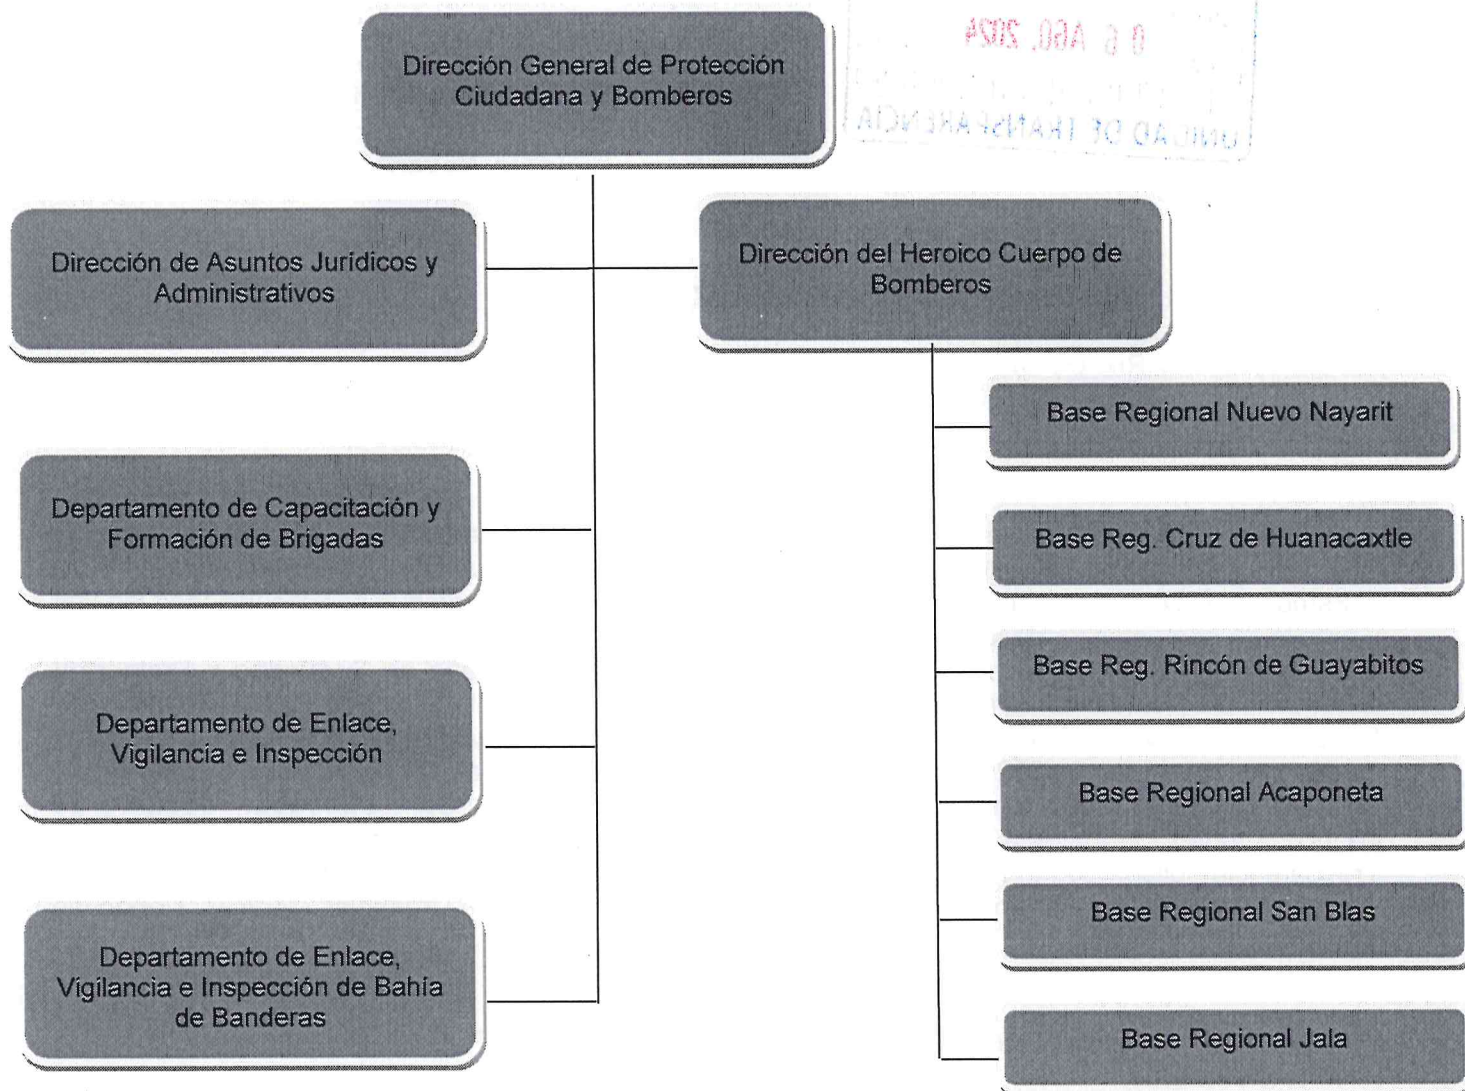 Dirección General de Protección
Ciudadana y Bomberos
06 AGO. 2024
UNIDAD DE TRANSPARENCIA
Dirección de Asuntos Jurídicos y
Administrativos
Dirección del Heroico Cuerpo de
Bomberos
Departamento de Capacitación y
Formación de Brigadas
Departamento de Enlace,
Vigilancia e Inspección
Departamento de Enlace,
Vigilancia e Inspección de Bahía
de Banderas
Base Regional Nuevo Nayarit
Base Reg. Cruz de Huanacaxtle
Base Reg. Rincón de Guayabitos
Base Regional Acaponeta
Base Regional San Blas
Base Regional Jala